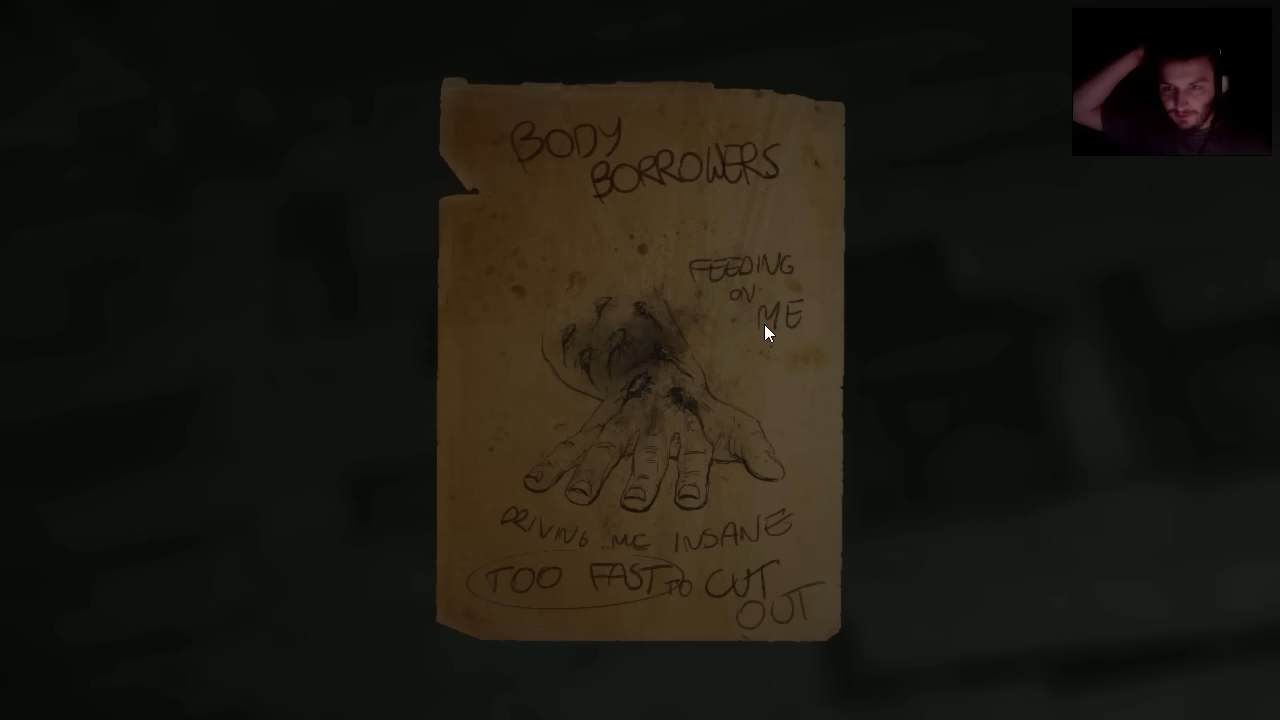 BODY
BORROWERS
FEEDING
ON
ME
DRIVING ME INSANE
TOO FAST TO CUT
OUT